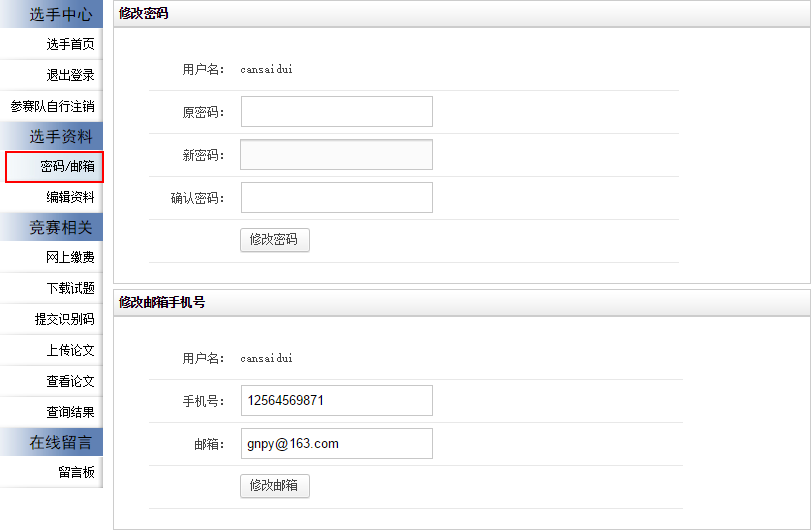 选手中心
选手首页
退出登录
参赛队自行注销
选手资料
密码/邮箱
编辑资料
竞赛相关
网上缴费
下载试题
提交识别码
上传论文
查看论文
查询结果
在线留言
留言板
修改密码
用户名: cansaidui
原密码:
新密码:
确认密码:
修改密码
修改邮箱手机号
用户名: cansaidui
手机号: 12564569871
邮箱: gnpy@163.com
修改邮箱